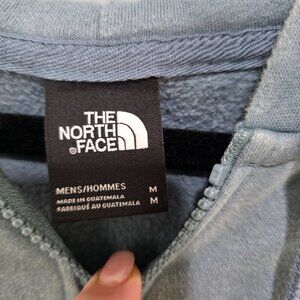 THE
NORTH
FACE
MENS/HOMMES M
MADE IN GUATEMALA M
FABRIQUÉ AU GUATEMALA